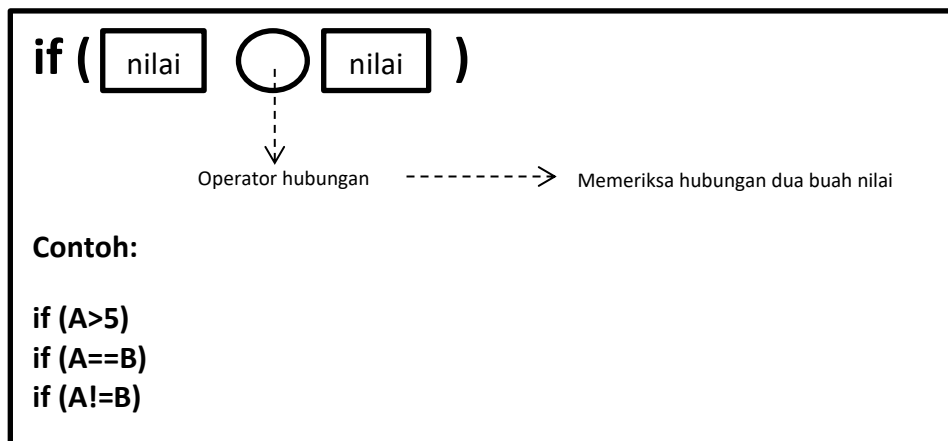 if ( nilai nilai )
Operator hubungan Memeriksa hubungan dua buah nilai
Contoh:
if (A>5)
if (A==B)
if (A!=B)